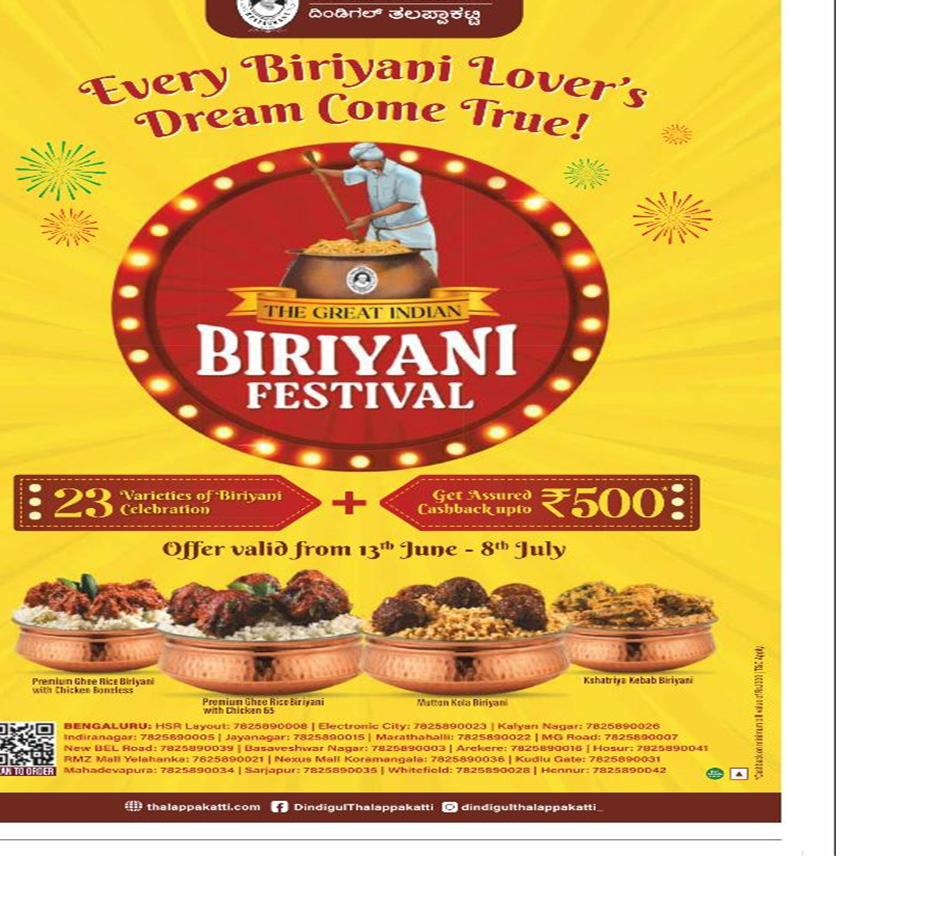 ದಿಂಡಿಗಲ್ ತಲಪ್ಪಾಕಟ್ಟಿ
Every Biriyani Lover's
Dream Come True!
THE GREAT INDIAN
BIRIYANI
FESTIVAL
23 Varieties of Biriyani
Celebration
+
Get Assured
Cashback upto ₹500*
Offer valid from 13th June - 8th July
Premium Ghee Rice Biriyani
with Chicken Boneless
Premium Ghee Rice Biriyani
with Chicken 65
Mutton Kola Biriyani
Kshatriya Kebab Biriyani
BENGALURU: HSR Layout: 7825890008 | Electronic City: 7825890023 | Kalyan Nagar: 7825890026
Indiranagar: 7825890005 | Jayanagar: 7825890015 | Marathahalli: 7825890022 | MG Road: 7825890007
New BEL Road: 7825890039 | Basaveshwar Nagar: 7825890003 | Arekere: 7825890016 | Hosur: 7825890041
RMZ Mall Yelahanka: 7825890021 | Nexus Mall Koramangala: 7825890036 | Kudlu Gate: 7825890031
Mahadevapura: 7825890034 | Sarjapur: 7825890035 | Whitefield: 7825890028 | Hennur: 7825890042
AN TO ORDER
thalappakatti.com DindigulThalappakatti dindigulthalappakatti_